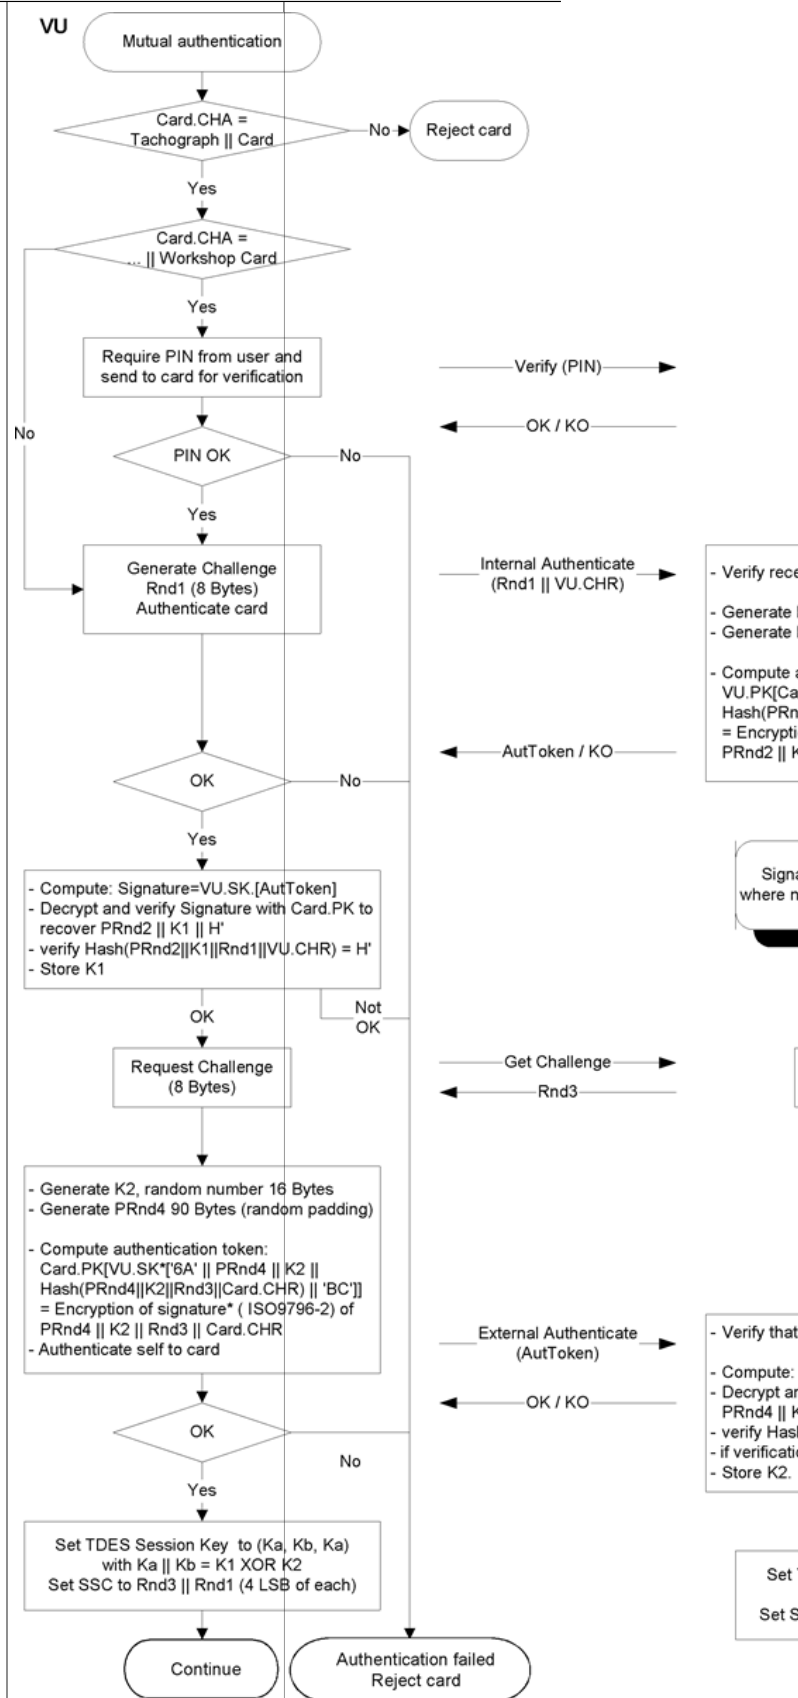 VU
Mutual authentication
Card.CHA =
Tachograph || Card
No
Reject card
Yes
Card.CHA =
... || Workshop Card
Yes
Require PIN from user and
send to card for verification
Verify (PIN)
OK / KO
No
PIN OK
No
Yes
Generate Challenge
Rnd1 (8 Bytes)
Authenticate card
Internal Authenticate
(Rnd1 || VU.CHR)
- Verify rece
- Generate
- Generate
- Compute a
VU.PK[Ca
Hash(PRn
= Encrypti
PRnd2 || K
AutToken / KO
OK
No
Yes
- Compute: Signature=VU.SK.[AutToken]
- Decrypt and verify Signature with Card.PK to
recover PRnd2 || K1 || H'
- verify Hash(PRnd2||K1||Rnd1||VU.CHR) = H'
- Store K1
Signa
where n
OK
Not
OK
Request Challenge
(8 Bytes)
Get Challenge
Rnd3
- Generate K2, random number 16 Bytes
- Generate PRnd4 90 Bytes (random padding)
- Compute authentication token:
Card.PK[VU.SK*['6A' || PRnd4 || K2 ||
Hash(PRnd4||K2||Rnd3||Card.CHR) || 'BC']]
= Encryption of signature* ( ISO9796-2) of
PRnd4 || K2 || Rnd3 || Card.CHR
- Authenticate self to card
External Authenticate
(AutToken)
OK / KO
- Verify that
- Compute:
- Decrypt an
PRnd4 || K
- verify Hash
- if verificatio
- Store K2.
OK
No
Yes
Set TDES Session Key to (Ka, Kb, Ka)
with Ka || Kb = K1 XOR K2
Set SSC to Rnd3 || Rnd1 (4 LSB of each)
Set
Set S
Continue
Authentication failed
Reject card